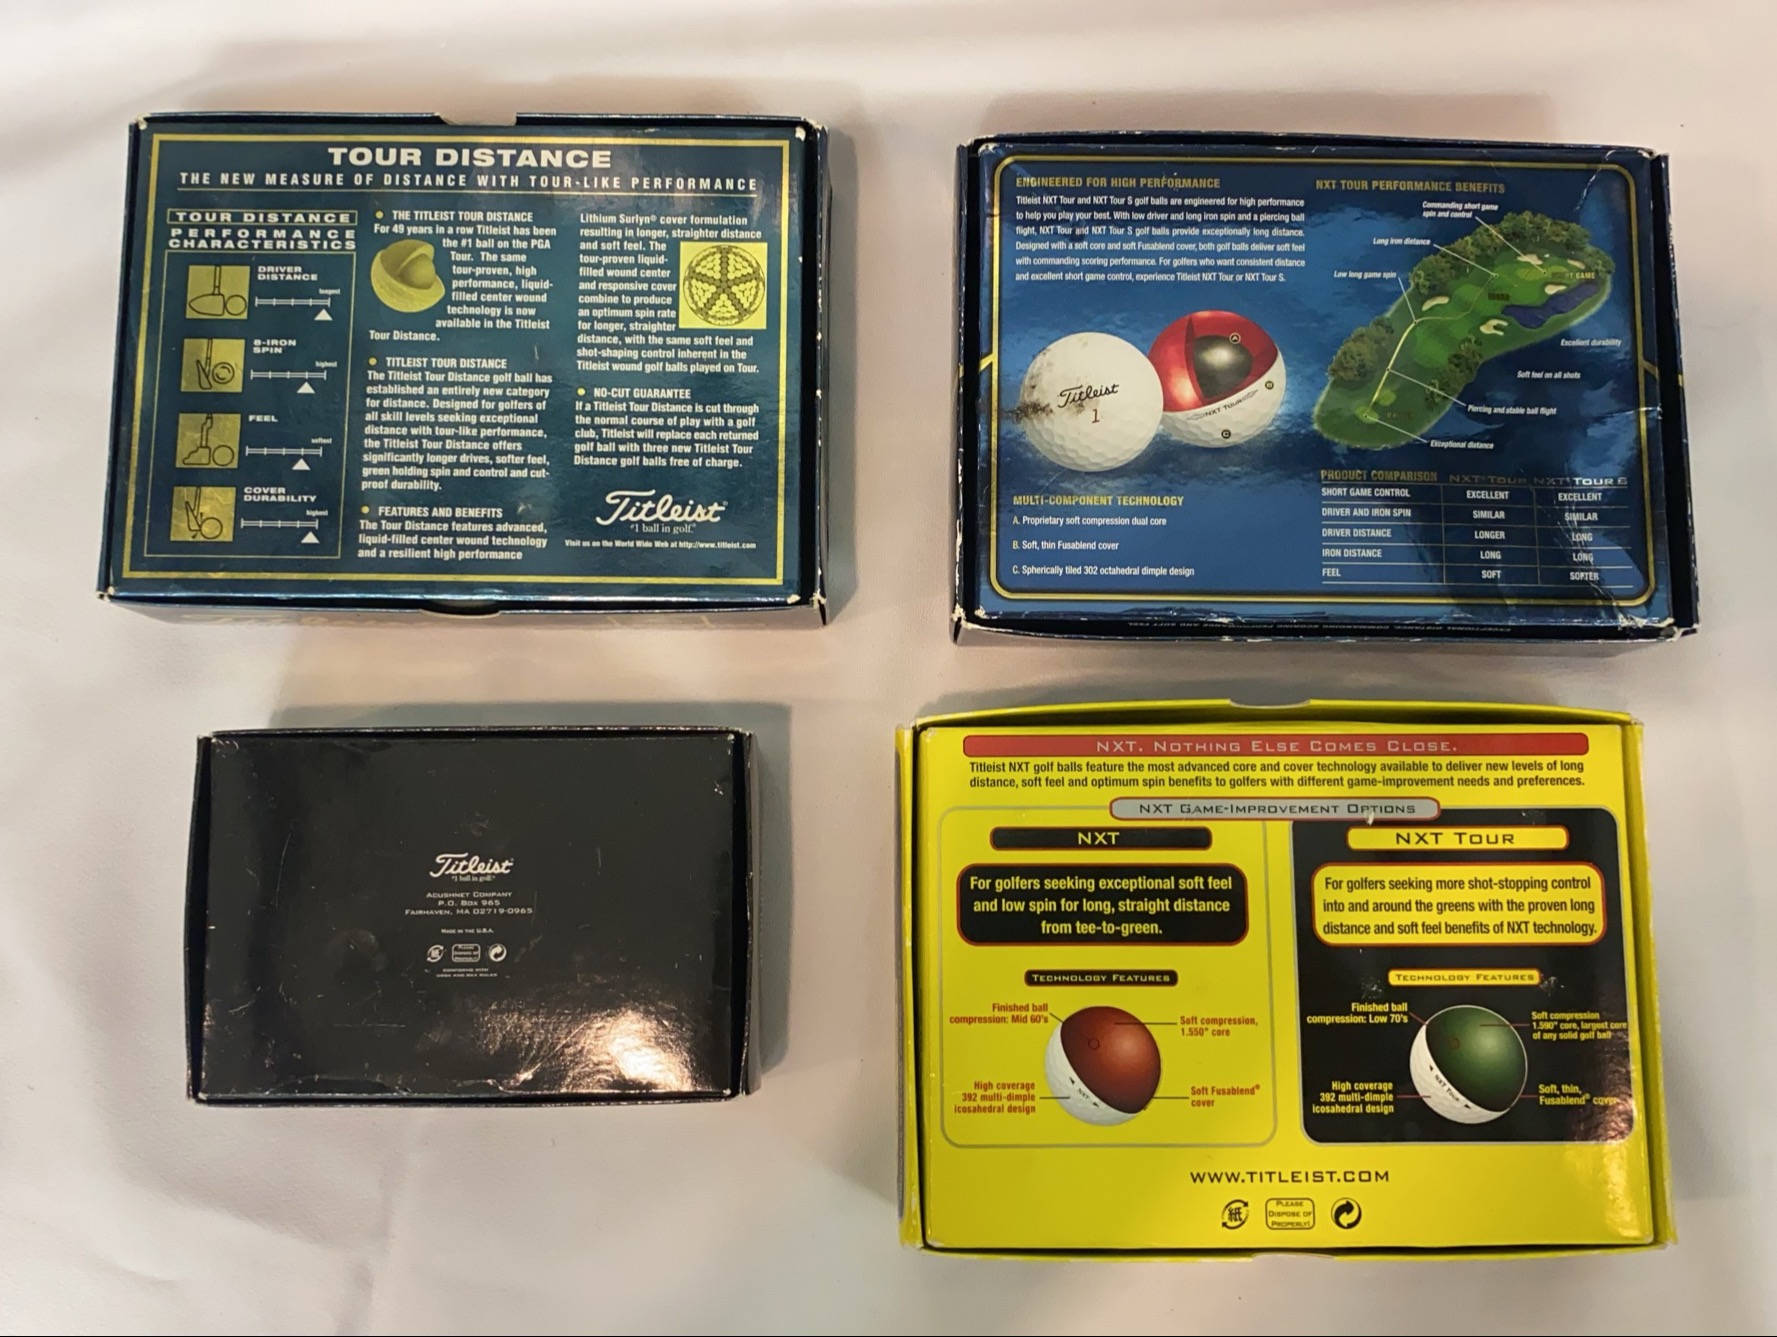 TOUR DISTANCE
THE NEW MEASURE OF DISTANCE WITH TOUR-LIKE PERFORMANCE
TOUR DISTANCE
PERFORMANCE
CHARACTERISTICS
DRIVER
DISTANCE
longest
8-IRON
SPIN
highest
FEEL
softest
COVER
DURABILITY
highest
• THE TITLEIST TOUR DISTANCE
For 49 years in a row Titleist has been
the #1 ball on the PGA
Tour. The same
tour-proven, high
performance, liquid-
filled center wound
technology is now
available in the Titleist
Tour Distance.
• TITLEIST TOUR DISTANCE
The Titleist Tour Distance golf ball has
established an entirely new category
for distance. Designed for golfers of
all skill levels seeking exceptional
distance with tour-like performance,
the Titleist Tour Distance offers
significantly longer drives, softer feel,
green holding spin and control and cut-
proof durability.
• FEATURES AND BENEFITS
The Tour Distance features advanced,
liquid-filled center wound technology
and a resilient high performance
Lithium Surlyn® cover formulation
resulting in longer, straighter distance
and soft feel. The
tour-proven liquid-
filled wound center
and responsive cover
combine to produce
an optimum spin rate
for longer, straighter
distance, with the same soft feel and
shot-shaping control inherent in the
Titleist wound golf balls played on Tour.
• NO-CUT GUARANTEE
If a Titleist Tour Distance is cut through
the normal course of play with a golf
club, Titleist will replace each returned
golf ball with three new Titleist Tour
Distance golf balls free of charge.
Titleist®
"1 ball in golf."
Visit us on the World Wide Web at http://www.titleist.com
ENGINEERED FOR HIGH PERFORMANCE
Titleist NXT Tour and NXT Tour S golf balls are engineered for high performance
to help you play your best. With low driver and long iron spin and a piercing ball
flight, NXT Tour and NXT Tour S golf balls provide exceptionally long distance.
Designed with a soft core and soft Fusablend cover, both golf balls deliver soft feel
with commanding scoring performance. For golfers who want consistent distance
and excellent short game control, experience Titleist NXT Tour or NXT Tour S.
Titleist
1
NXT TOUR
A
B
C
MULTI-COMPONENT TECHNOLOGY
A. Proprietary soft compression dual core
B. Soft, thin Fusablend cover
C. Spherically tiled 302 octahedral dimple design
NXT TOUR PERFORMANCE BENEFITS
Commanding short game
spin and control
Long iron distance
Low long game spin
Excellent durability
Soft feel on all shots
Piercing and stable ball flight
Exceptional distance
PRODUCT COMPARISON NXT TOUR NXT TOUR S
SHORT GAME CONTROL EXCELLENT EXCELLENT
DRIVER AND IRON SPIN SIMILAR SIMILAR
DRIVER DISTANCE LONGER LONG
IRON DISTANCE LONG LONG
FEEL SOFT SOFTER
Titleist®
"1 ball in golf."
ACUSHNET COMPANY
P.O. BOX 965
FAIRHAVEN, MA 02719-0965
MADE IN THE U.S.A.
紙
PLEASE
DISPOSE OF
PROPERLY!
CONFORMS WITH
USGA AND R&A RULES
NXT. NOTHING ELSE COMES CLOSE.
Titleist NXT golf balls feature the most advanced core and cover technology available to deliver new levels of long
distance, soft feel and optimum spin benefits to golfers with different game-improvement needs and preferences.
NXT GAME-IMPROVEMENT OPTIONS
NXT
For golfers seeking exceptional soft feel
and low spin for long, straight distance
from tee-to-green.
TECHNOLOGY FEATURES
Finished ball
compression: Mid 60's
Soft compression,
1.550" core
High coverage
392 multi-dimple
icosahedral design
Soft Fusablend®
cover
NXT
NXT TOUR
For golfers seeking more shot-stopping control
into and around the greens with the proven long
distance and soft feel benefits of NXT technology.
TECHNOLOGY FEATURES
Finished ball
compression: Low 70's
Soft compression
1.590" core, largest core
of any solid golf ball
High coverage
392 multi-dimple
icosahedral design
Soft, thin,
Fusablend® cover
NXT TOUR
WWW.TITLEIST.COM
紙
PLEASE
DISPOSE OF
PROPERLY!